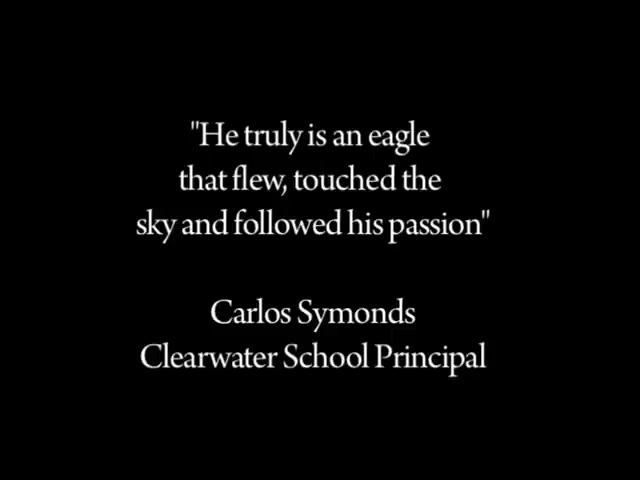 "He truly is an eagle
that flew, touched the
sky and followed his passion"
Carlos Symonds
Clearwater School Principal